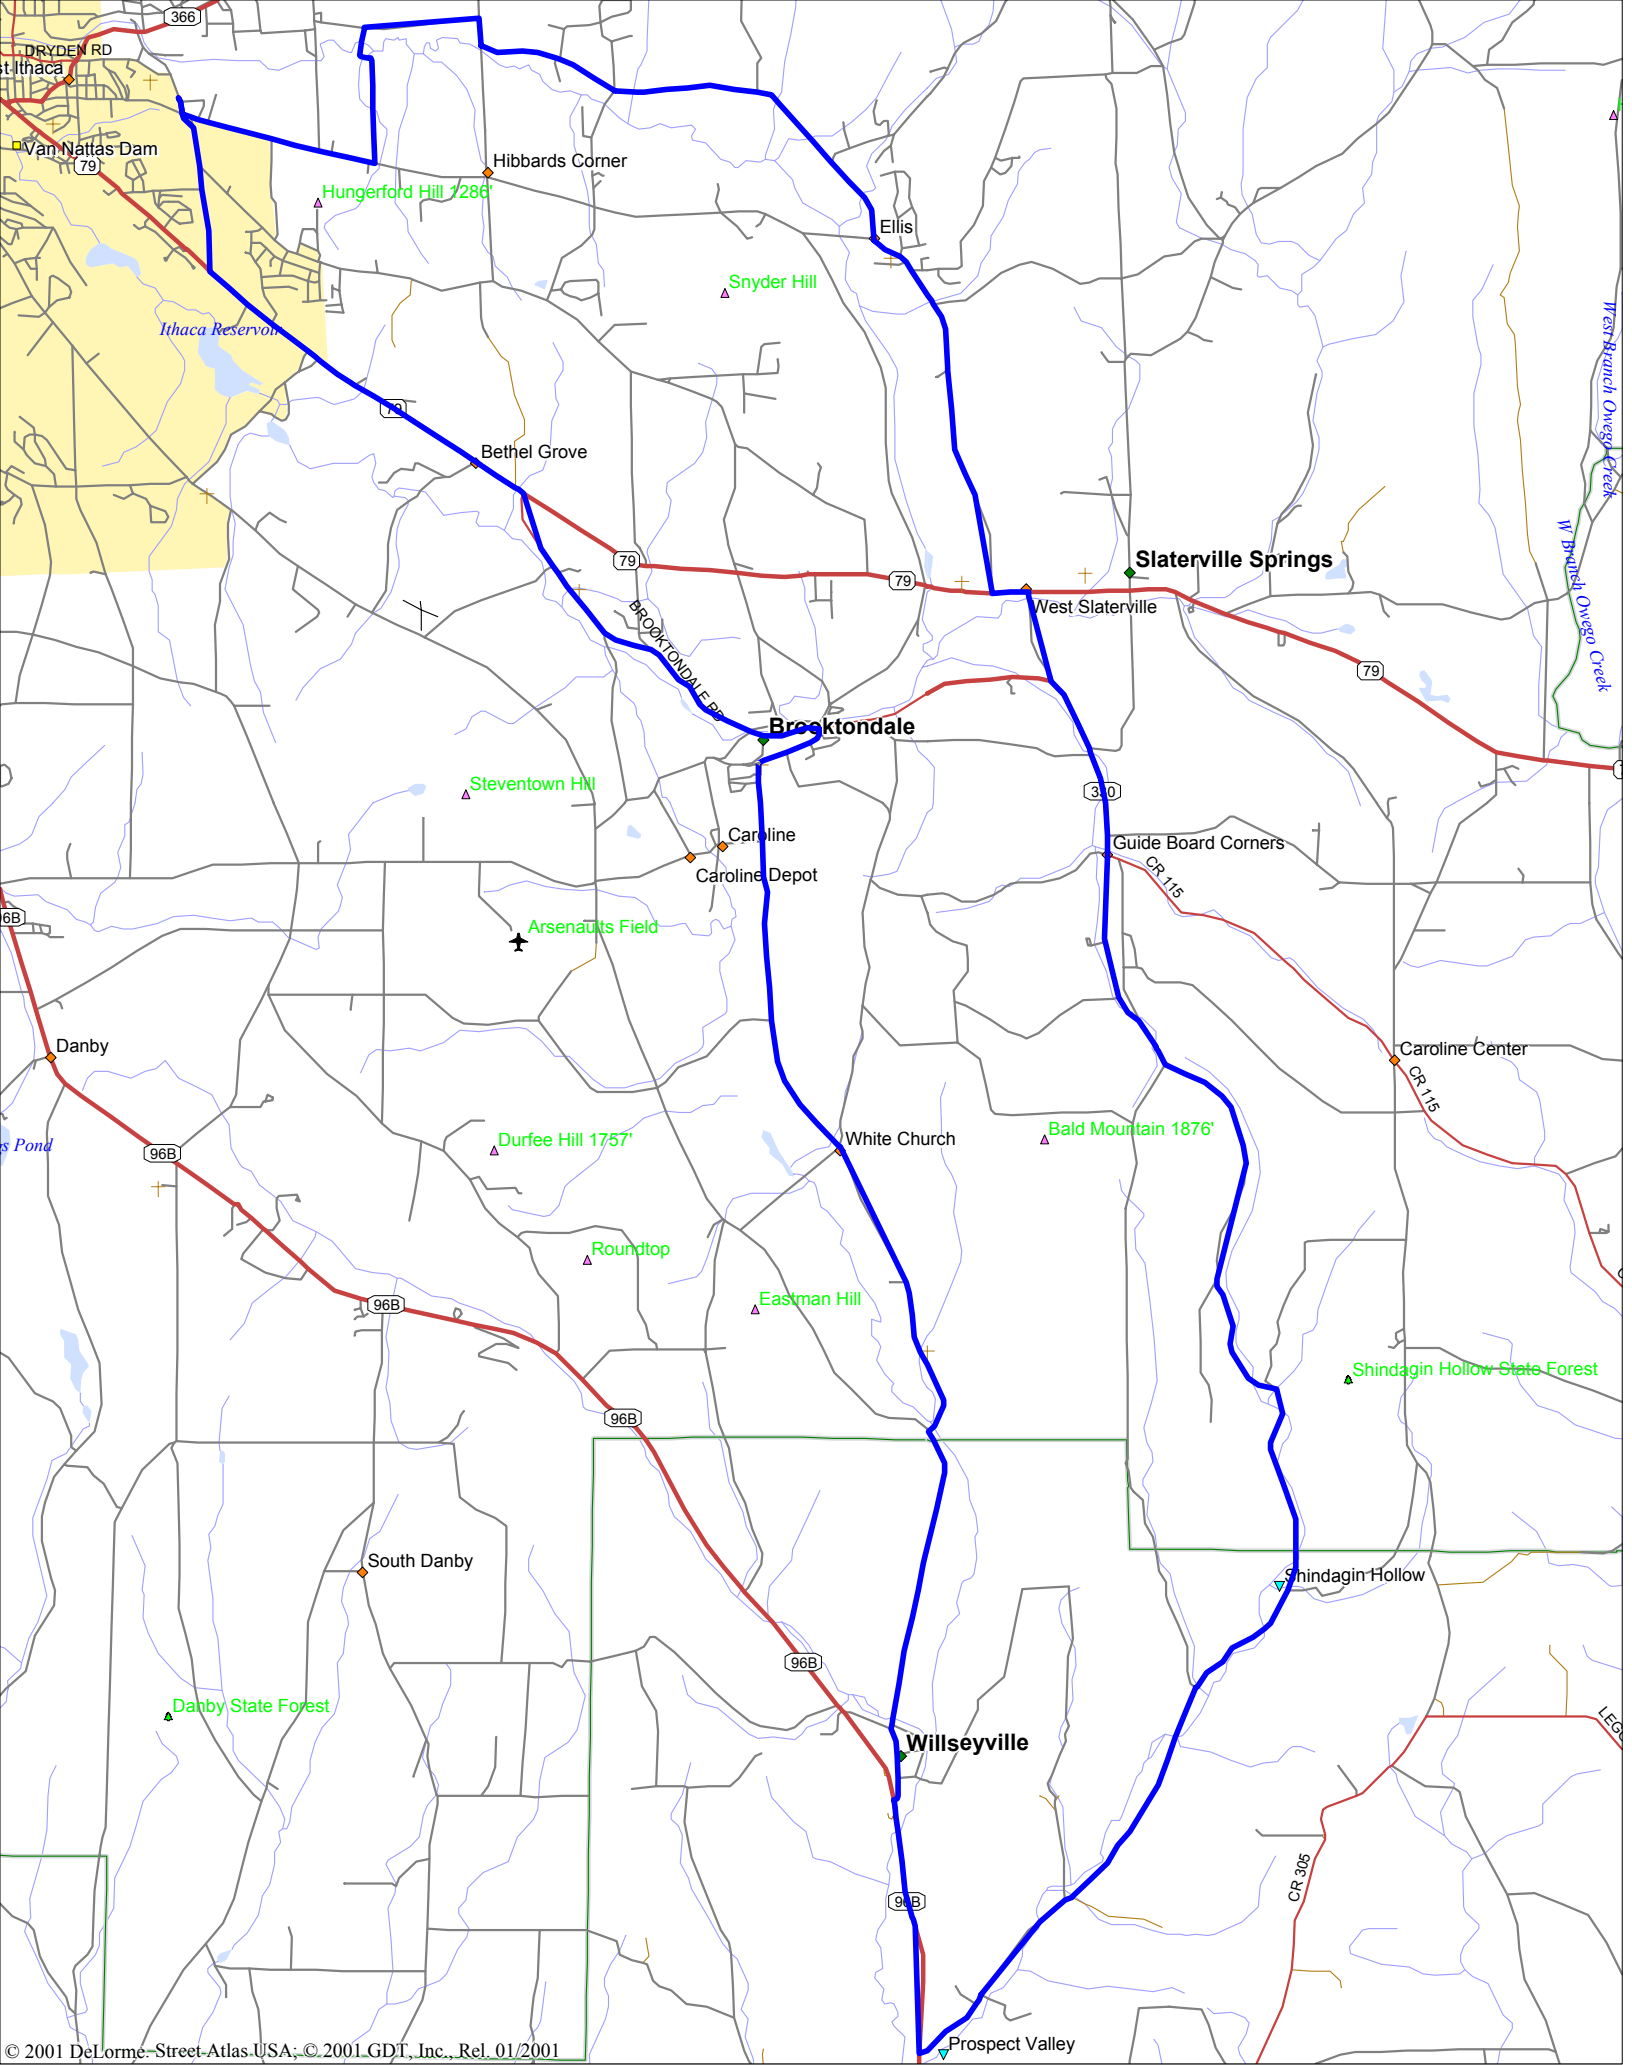 366
DRYDEN RD
st Ithaca
Van Nattas Dam
79
Hibbards Corner
Hungerford Hill 1286'
Ellis
Snyder Hill
Ithaca Reservoir
West Branch Owego Creek
79
Bethel Grove
W Branch Owego Creek
79
79
Slaterville Springs
West Slaterville
BROOKTONDALE RD
79
Brooktondale
Steventown Hill
330
Caroline
Guide Board Corners
Caroline Depot
CR 115
96B
Arsenaults Field
Danby
Caroline Center
CR 115
gs Pond
96B
Durfee Hill 1757'
White Church
Bald Mountain 1876'
Roundtop
96B
Eastman Hill
Shindagin Hollow State Forest
96B
South Danby
Shindagin Hollow
96B
Danby State Forest
Willseyville
CR 305
96B
Prospect Valley
© 2001 DeLorme. Street Atlas USA; © 2001 GDT, Inc., Rel. 01/2001